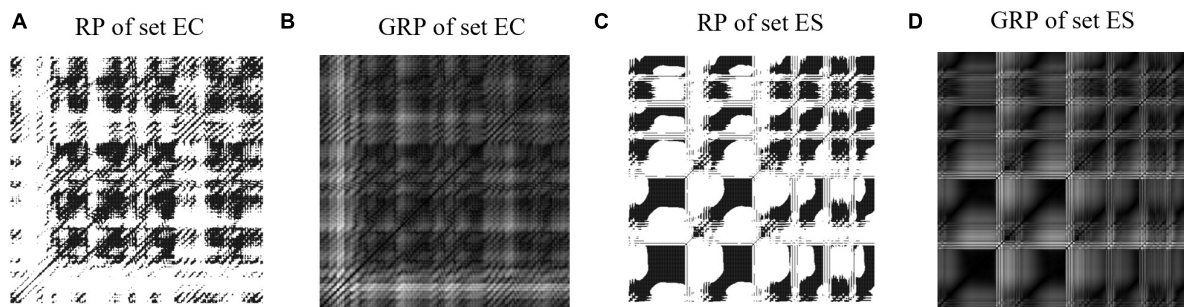 A RP of set EC
B GRP of set EC
C RP of set ES
D GRP of set ES